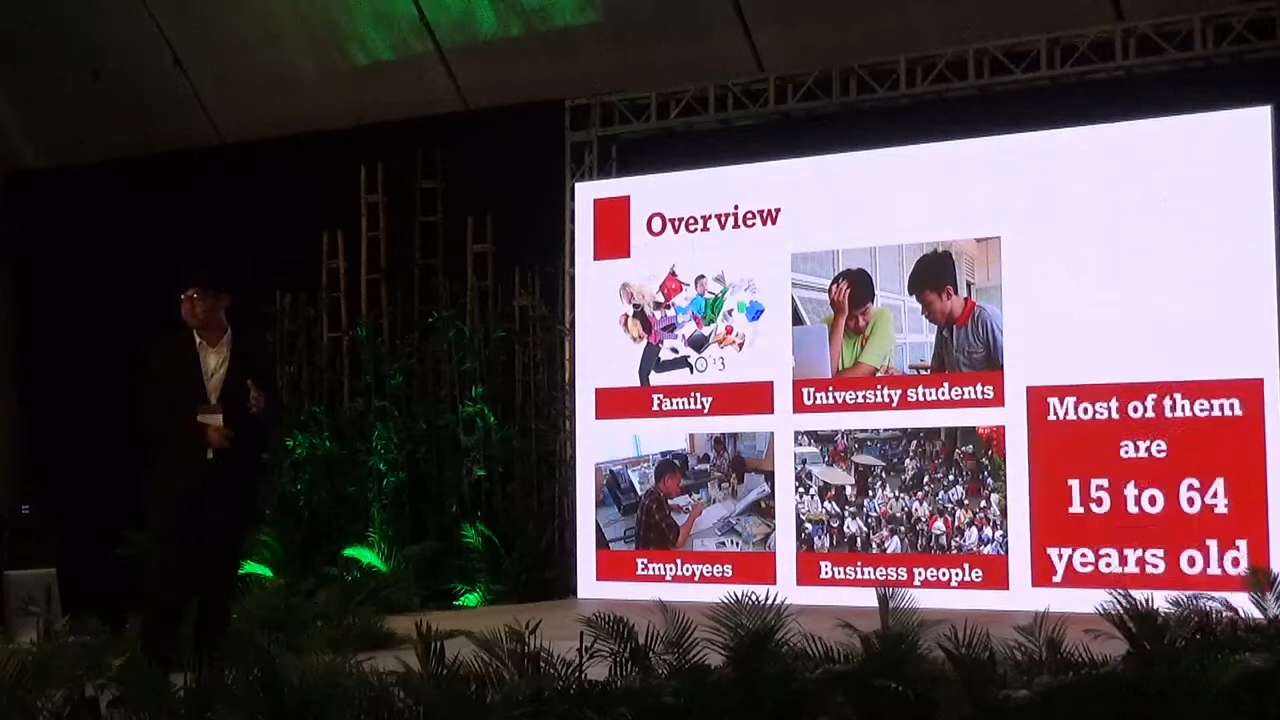 Overview
Family
University students
Employees
Business people
Most of them
are
15 to 64
years old